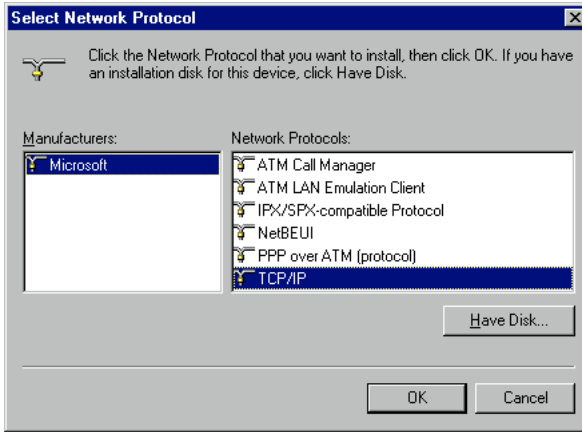 Select Network Protocol
Click the Network Protocol that you want to install, then click OK. If you have
an installation disk for this device, click Have Disk.
Manufacturers:
Microsoft
Network Protocols:
ATM Call Manager
ATM LAN Emulation Client
IPX/SPX-compatible Protocol
NetBEUI
PPP over ATM (protocol)
TCP/IP
Have Disk...
OK
Cancel